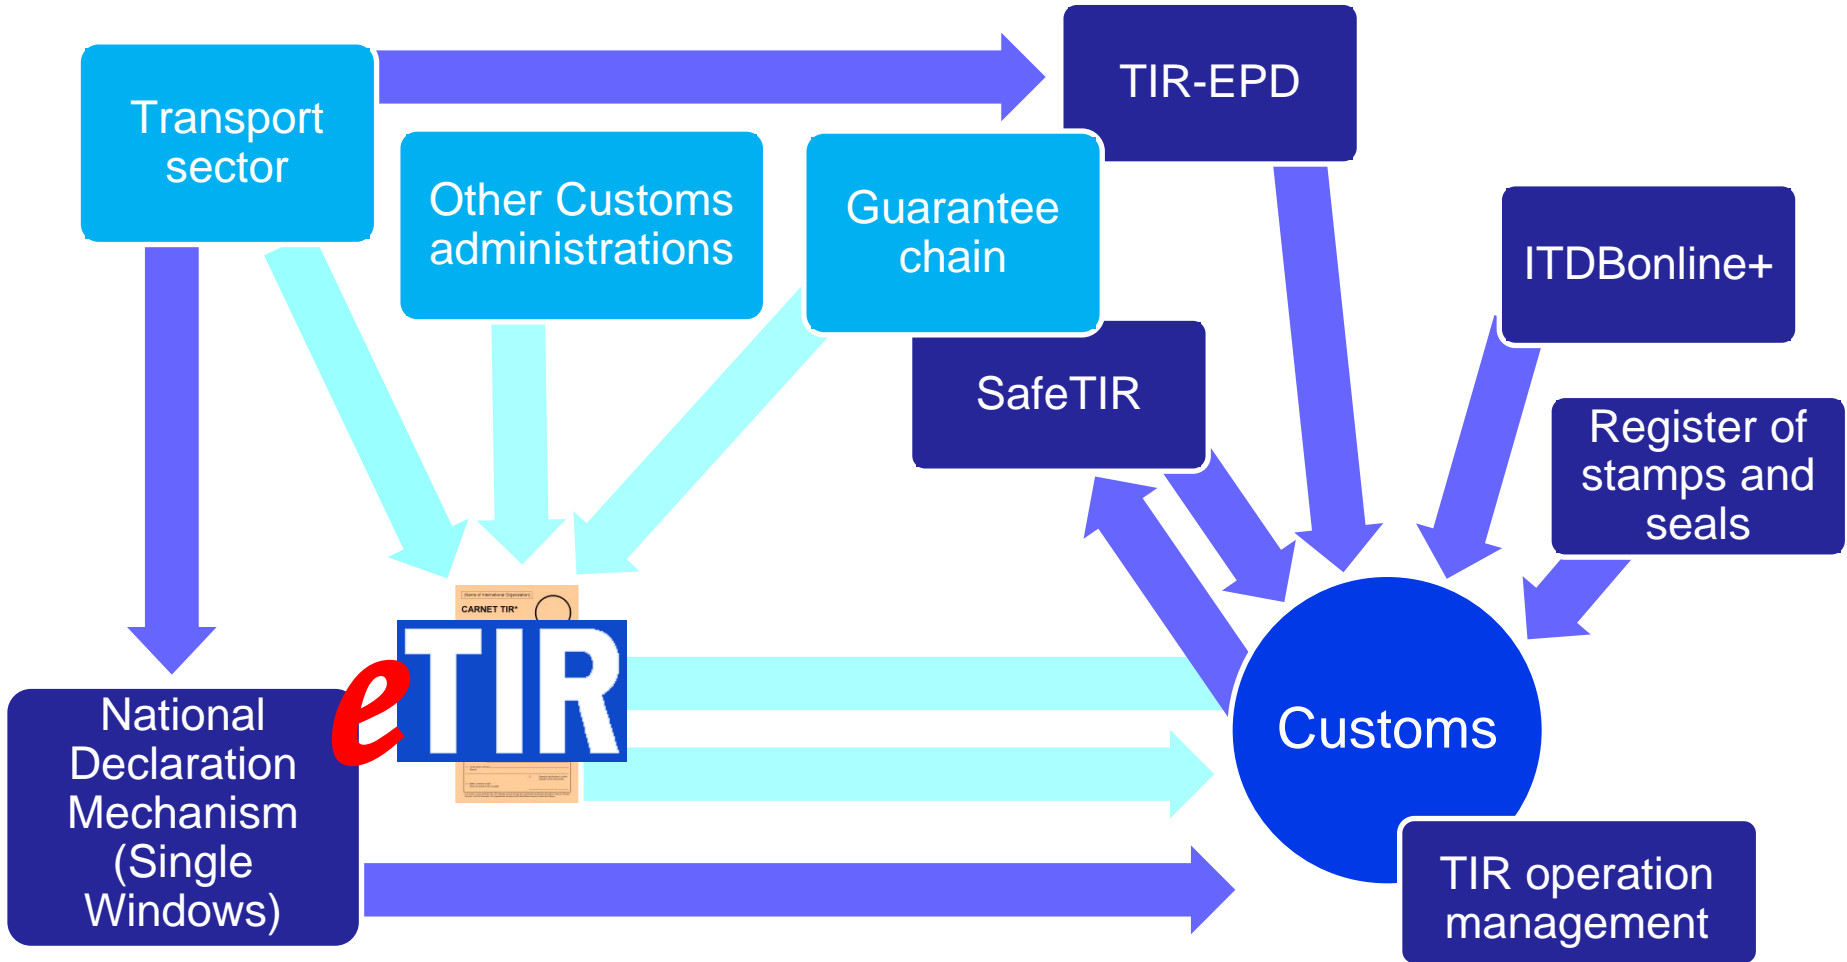 Transport
sector
TIR-EPD
Other Customs
administrations
Guarantee
chain
ITDBonline+
SafeTIR
Register of
stamps and
seals
CARNET TIR*
eTIR
National
Declaration
Mechanism
(Single
Windows)
Customs
TIR operation
management